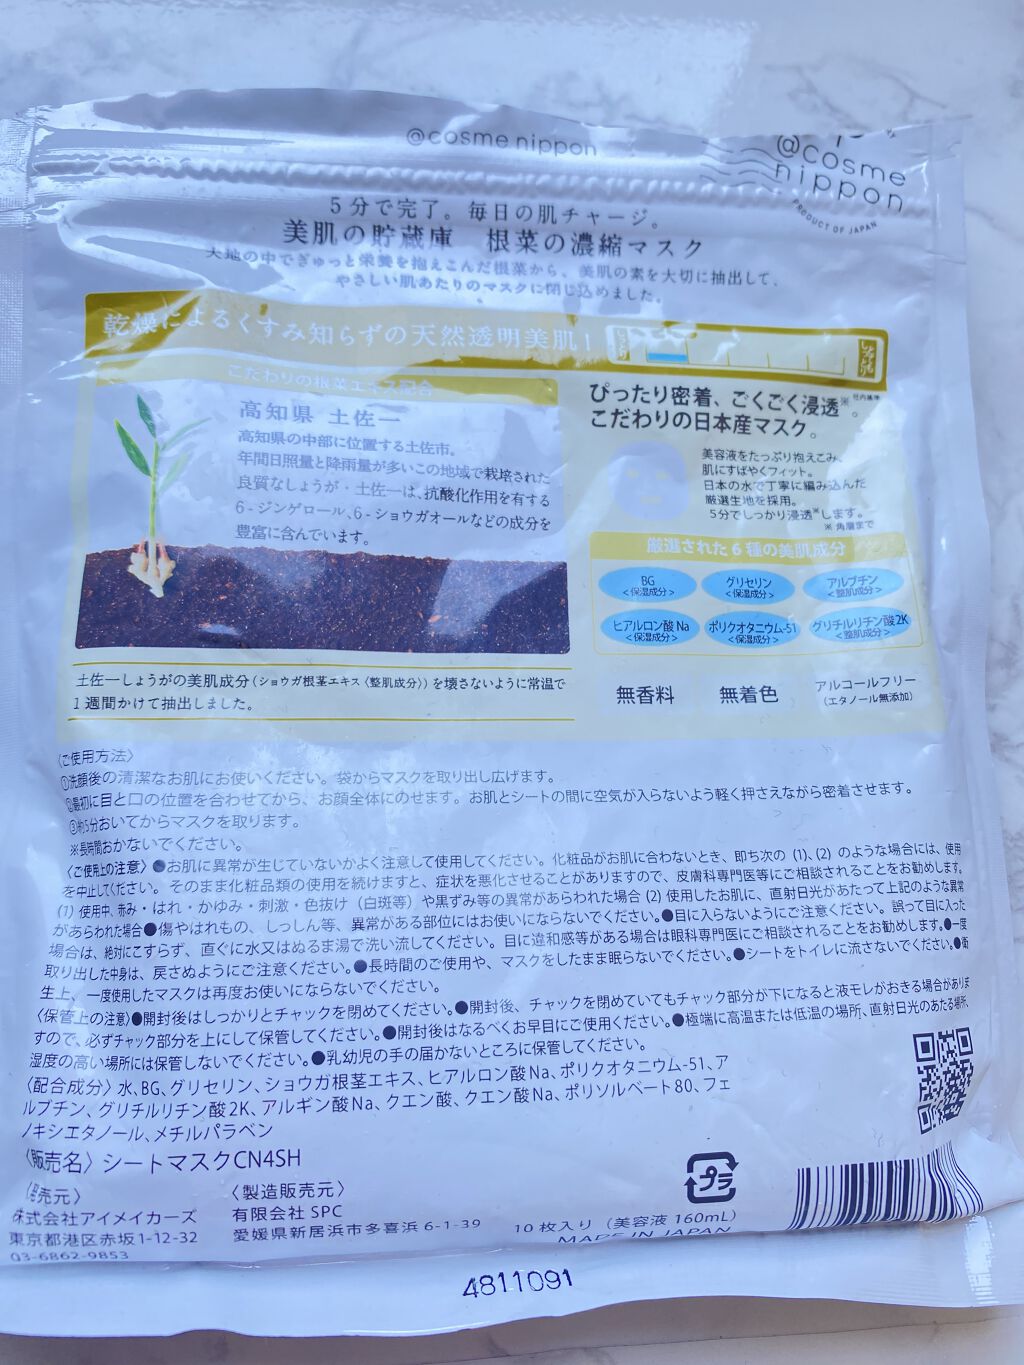 @cosme nippon
@cosme
nippon
PRODUCT OF JAPAN
5分で完了。毎日の肌チャージ。
美肌の貯蔵庫 根菜の濃縮マスク
大地の中でぎゅっと栄養を抱えこんだ根菜から、美肌の素を大切に抽出して、
やさしい肌あたりのマスクに閉じ込めました。
乾燥によるくすみ知らずの天然透明美肌!
こだわりの根菜エキス配合
高知県 土佐一
高知県の中部に位置する土佐市。
年間日照量と降雨量が多いこの地域で栽培された
良質なしょうが・土佐一は、抗酸化作用を有する
6-ジンゲロール、6-ショウガオールなどの成分を
豊富に含んでいます。
土佐一しょうがの美肌成分(ショウガ根茎エキス〈整肌成分〉)を壊さないように常温で
1週間かけて抽出しました。
社内基準
ぴったり密着、ごくごく浸透※。
こだわりの日本産マスク。
美容液をたっぷり抱えこみ、
肌にすばやくフィット。
日本の水で丁寧に編み込んだ
厳選生地を採用。
5分でしっかり浸透※します。
※角層まで
厳選された6種の美肌成分
BG
<保湿成分>
グリセリン
<保湿成分>
アルブチン
<整肌成分>
ヒアルロン酸Na
<保湿成分>
ポリクオタニウム-51
<保湿成分>
グリチルリチン酸2K
<整肌成分>
無香料
無着色
アルコールフリー
(エタノール無添加)
〈ご使用方法〉
①洗顔後の清潔なお肌にお使いください。袋からマスクを取り出し広げます。
②最初に目と口の位置を合わせてから、お顔全体にのせます。お肌とシートの間に空気が入らないよう軽く押さえながら密着させます。
③約5分おいてからマスクを取ります。
※長時間おかないでください。
〈ご使用上の注意〉●お肌に異常が生じていないかよく注意して使用してください。化粧品がお肌に合わないとき、即ち次の(1)、(2)のような場合には、使用
を中止してください。そのまま化粧品類の使用を続けますと、症状を悪化させることがありますので、皮膚科専門医等にご相談されることをお勧めします。
(1)使用中、赤み・はれ・かゆみ・刺激・色抜け(白斑等)や黒ずみ等の異常があらわれた場合(2)使用したお肌に、直射日光があたって上記のような異常
があらわれた場合●傷やはれもの、しっしん等、異常がある部位にはお使いにならないでください。●目に入らないようにご注意ください。誤って目に入った
場合は、絶対にこすらず、直ぐに水又はぬるま湯で洗い流してください。目に違和感等がある場合は眼科専門医にご相談されることをお勧めします。●一度
取り出した中身は、戻さぬようにご注意ください。●長時間のご使用や、マスクをしたまま眠らないでください。●シートをトイレに流さないでください。●衛
生上、一度使用したマスクは再度お使いにならないでください。
〈保管上の注意〉●開封後はしっかりとチャックを閉めてください。●開封後、チャックを閉めていてもチャック部分が下になると液モレがおきる場合がありま
すので、必ずチャック部分を上にして保管してください。●開封後はなるべくお早目にご使用ください。●極端に高温または低温の場所、直射日光のあたる場所、
湿度の高い場所には保管しないでください。●乳幼児の手の届かないところに保管してください。
〈配合成分〉水、BG、グリセリン、ショウガ根茎エキス、ヒアルロン酸Na、ポリクオタニウム-51、ア
ルブチン、グリチルリチン酸2K、アルギン酸Na、クエン酸、クエン酸Na、ポリソルベート80、フェ
ノキシエタノール、メチルパラベン
〈販売名〉シートマスクCN4SH
〈発売元〉
株式会社アイメイカーズ
東京都港区赤坂1-12-32
03-6862-9853
〈製造販売元〉
有限会社SPC
愛媛県新居浜市多喜浜6-1-39
プラ
10枚入り(美容液160mL)
MADE IN JAPAN
4811091